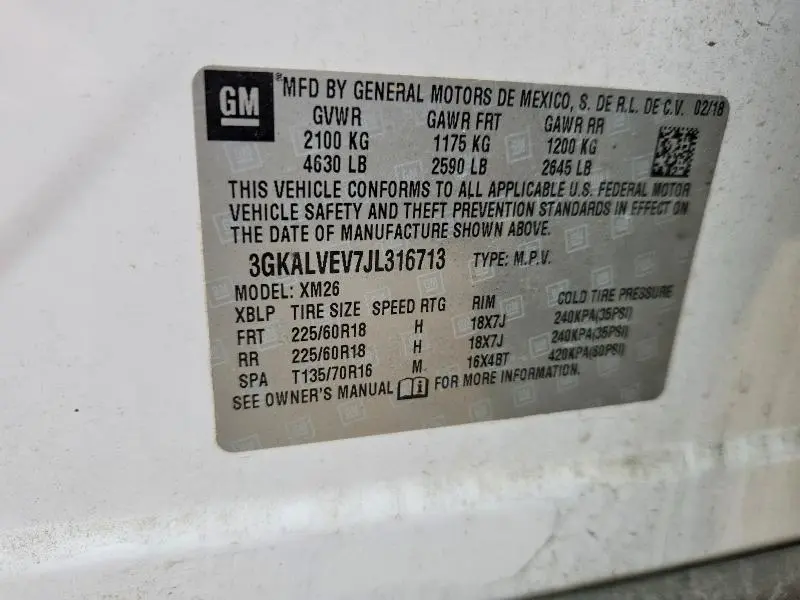 GM
®MFD BY GENERAL MOTORS DE MEXICO, S. DE R.L. DE C.V. 02/18
GVWR GAWR FRT GAWR RR
2100 KG 1175 KG 1200 KG
4630 LB 2590 LB 2645 LB
THIS VEHICLE CONFORMS TO ALL APPLICABLE U.S. FEDERAL MOTOR
VEHICLE SAFETY AND THEFT PREVENTION STANDARDS IN EFFECT ON
THE DATE OF MANUFACTURE SHOWN ABOVE.
3GKALVEV7JL316713 TYPE: M.P.V.
MODEL: XM26
XBLP TIRE SIZE SPEED RTG RIM COLD TIRE PRESSURE
FRT 225/60R18 H 18X7J 240KPA(35PSI)
RR 225/60R18 H 18X7J 240KPA(35PSI)
SPA T135/70R16 M 16X4BT 420KPA(60PSI)
SEE OWNER'S MANUAL FOR MORE INFORMATION.